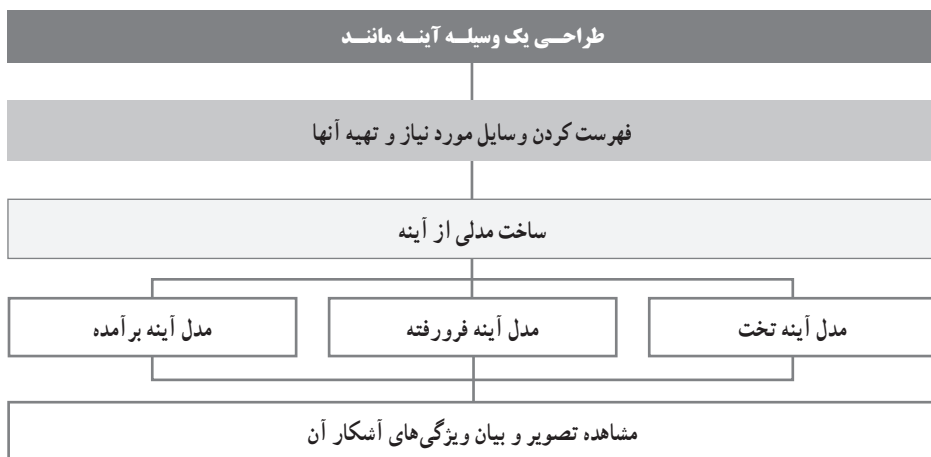 طراحی یک وسیله آینه مانند
فهرست کردن وسایل مورد نیاز و تهیه آنها
ساخت مدلی از آینه
مدل آینه تخت
مدل آینه فرورفته
مدل آینه برآمده
مشاهده تصویر و بیان ویژگی‌های آشکار آن